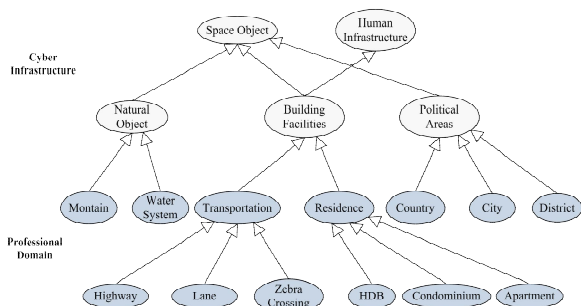 Space Object
Human
Infrastructure
Cyber
Infrastructure
Natural
Object
Building
Facilities
Political
Areas
Montain
Water
System
Transportation
Residence
Country
City
District
Professional
Domain
Highway
Lane
Zebra
Crossing
HDB
Condominium
Apartment